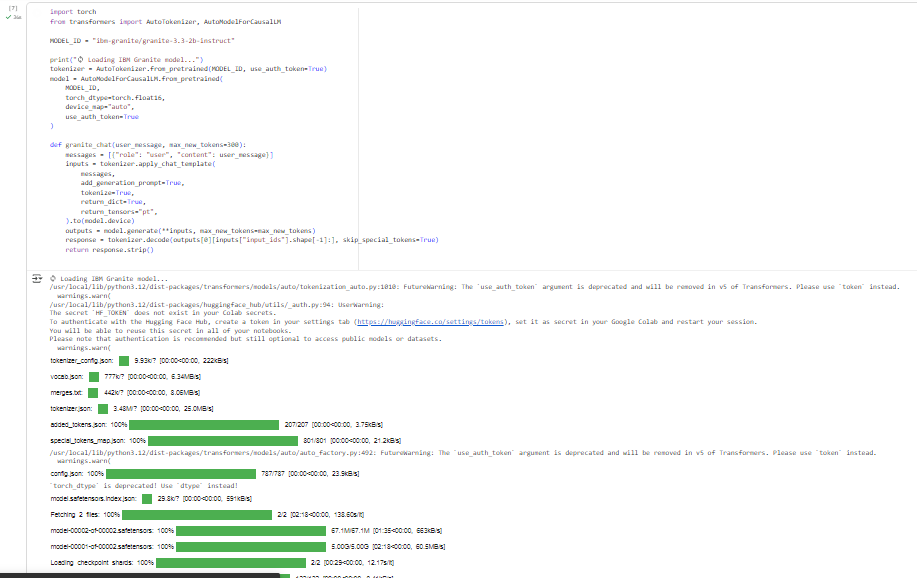 [7]
36s
import torch
from transformers import AutoTokenizer, AutoModelForCausalLM
MODEL_ID = "ibm-granite/granite-3.3-2b-instruct"
print("Loading IBM Granite model...")
tokenizer = AutoTokenizer.from_pretrained(MODEL_ID, use_auth_token=True)
model = AutoModelForCausalLM.from_pretrained(
MODEL_ID,
torch_dtype=torch.float16,
device_map="auto",
use_auth_token=True
)
def granite_chat(user_message, max_new_tokens=300):
messages = [{"role": "user", "content": user_message}]
inputs = tokenizer.apply_chat_template(
messages,
add_generation_prompt=True,
tokenize=True,
return_dict=True,
return_tensors="pt",
).to(model.device)
outputs = model.generate(**inputs, max_new_tokens=max_new_tokens)
response = tokenizer.decode(outputs[0][inputs["input_ids"].shape[-1]:], skip_special_tokens=True)
return response.strip()
Loading IBM Granite model...
/usr/local/lib/python3.12/dist-packages/transformers/models/auto/tokenization_auto.py:1010: FutureWarning: The `use_auth_token` argument is deprecated and will be removed in v5 of Transformers. Please use `token` instead.
warnings.warn(
/usr/local/lib/python3.12/dist-packages/huggingface_hub/utils/_auth.py:94: UserWarning:
The secret `HF_TOKEN` does not exist in your Colab secrets.
To authenticate with the Hugging Face Hub, create a token in your settings tab (https://huggingface.co/settings/tokens), set it as secret in your Google Colab and restart your session.
You will be able to reuse this secret in all of your notebooks.
Please note that authentication is recommended but still optional to access public models or datasets.
warnings.warn(
tokenizer_config.json: 9.93k/? [00:00<00:00, 222kB/s]
vocab.json: 777k/? [00:00<00:00, 6.34MB/s]
merges.txt: 442k/? [00:00<00:00, 8.06MB/s]
tokenizer.json: 3.48M/? [00:00<00:00, 25.0MB/s]
added_tokens.json: 100% 207/207 [00:00<00:00, 3.75kB/s]
special_tokens_map.json: 100% 801/801 [00:00<00:00, 21.2kB/s]
/usr/local/lib/python3.12/dist-packages/transformers/models/auto/auto_factory.py:492: FutureWarning: The `use_auth_token` argument is deprecated and will be removed in v5 of Transformers. Please use `token` instead.
warnings.warn(
config.json: 100% 787/787 [00:00<00:00, 23.9kB/s]
`torch_dtype` is deprecated! Use `dtype` instead!
model.safetensors.index.json: 29.8k/? [00:00<00:00, 591kB/s]
Fetching 2 files: 100% 2/2 [02:18<00:00, 138.60s/it]
model-00002-of-00002.safetensors: 100% 67.1M/67.1M [01:35<00:00, 663kB/s]
model-00001-of-00002.safetensors: 100% 5.00G/5.00G [02:18<00:00, 60.5MB/s]
Loading checkpoint shards: 100% 2/2 [00:29<00:00, 12.17s/it]